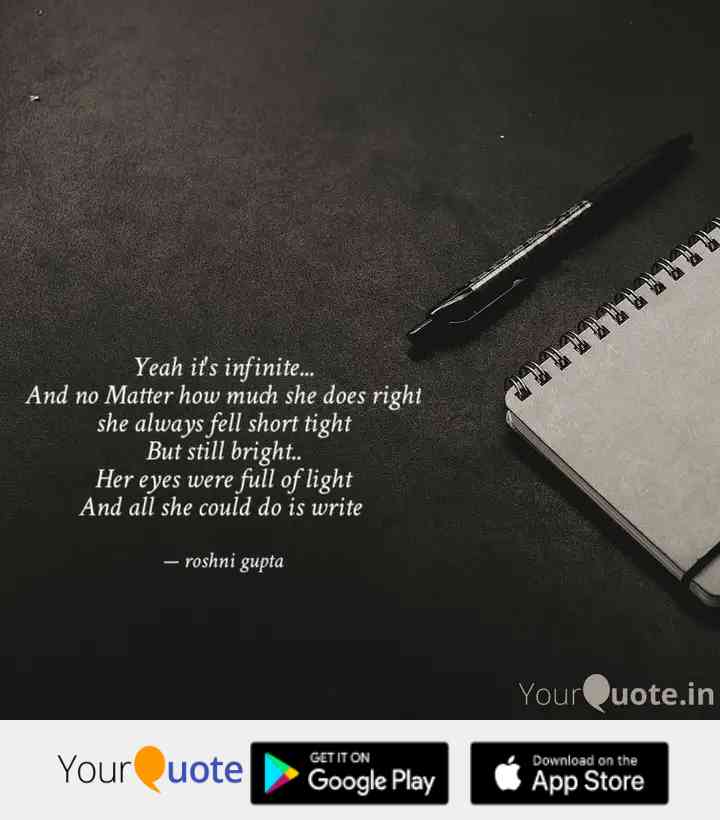 Yeah it's infinite...
And no Matter how much she does right
she always fell short tight
But still bright..
Her eyes were full of light
And all she could do is write
— roshni gupta
YourQuote.in
YourQuote
GET IT ON
Google Play
Download on the
App Store